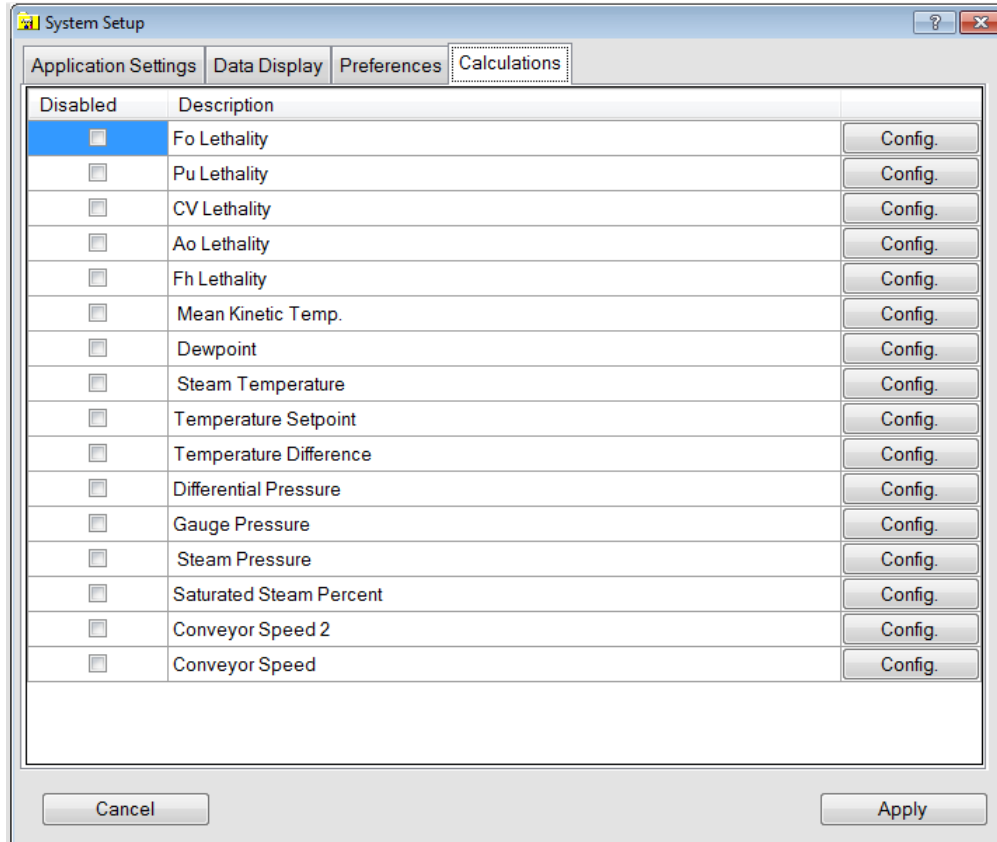 System Setup
Application Settings Data Display Preferences Calculations
Disabled Description
Fo Lethality Config.
Pu Lethality Config.
CV Lethality Config.
Ao Lethality Config.
Fh Lethality Config.
Mean Kinetic Temp. Config.
Dewpoint Config.
Steam Temperature Config.
Temperature Setpoint Config.
Temperature Difference Config.
Differential Pressure Config.
Gauge Pressure Config.
Steam Pressure Config.
Saturated Steam Percent Config.
Conveyor Speed 2 Config.
Conveyor Speed Config.
Cancel Apply